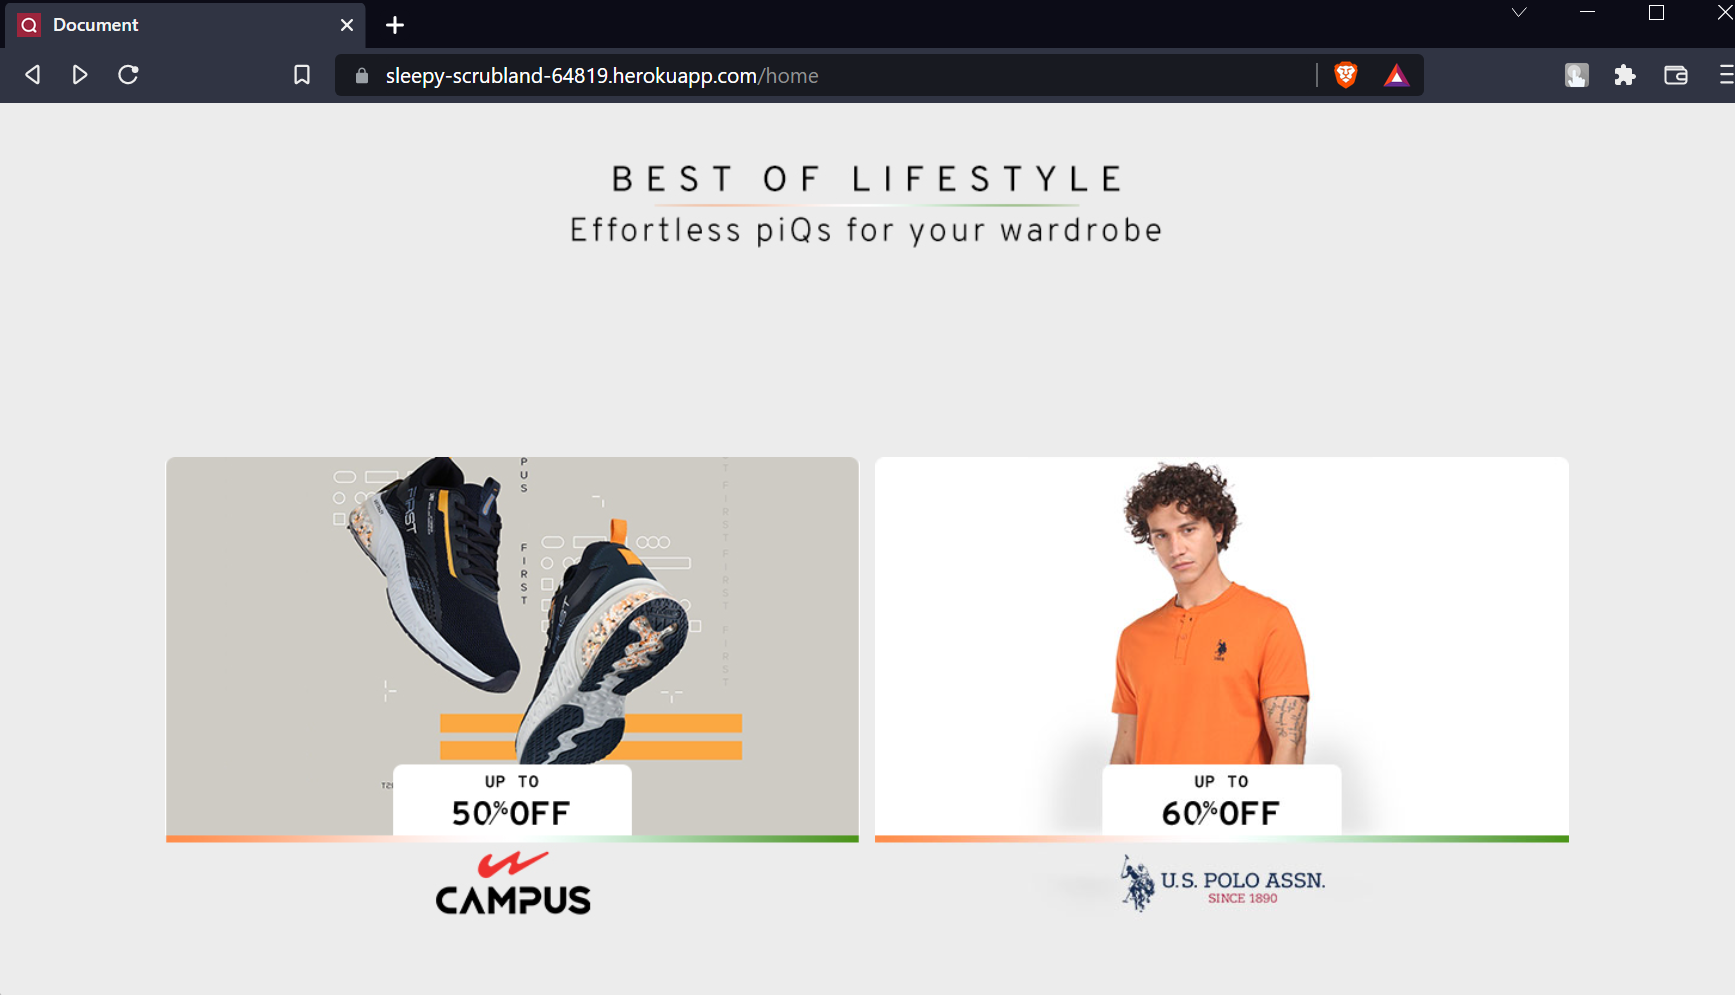 Document
sleepy-scrubland-64819.herokuapp.com/home
BEST OF LIFESTYLE
Effortless piQs for your wardrobe
PUS
FIRST
FIRST
UP TO
50%OFF
CAMPUS
UP TO
60%OFF
U.S. POLO ASSN.
SINCE 1890